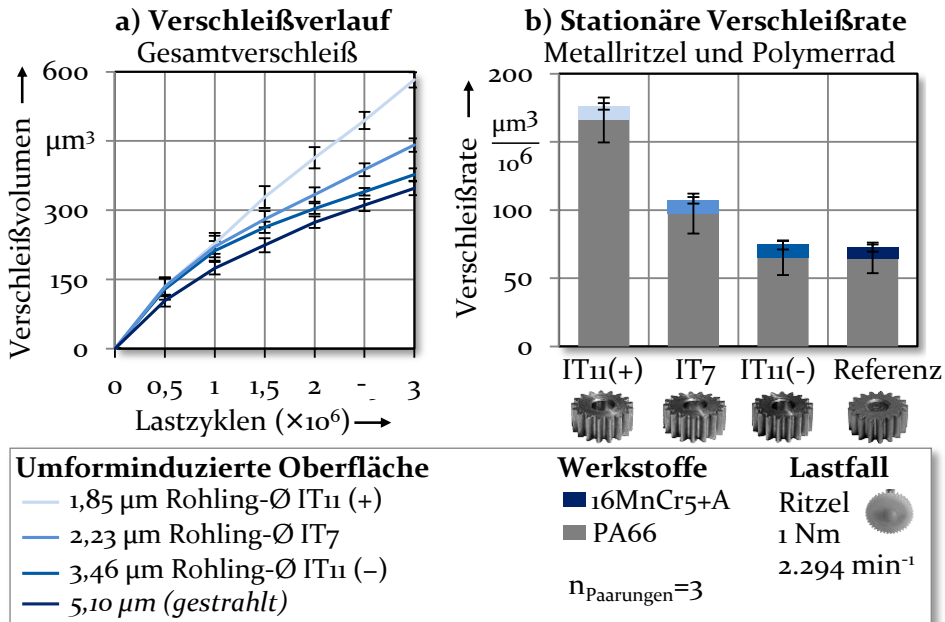 a) Verschleißverlauf
Gesamtverschleiß
Verschleißvolumen
600
µm³
300
150
0
0 0,5 1 1,5 2 - 3
Lastzyklen (×10⁶)
b) Stationäre Verschleißrate
Metallritzel und Polymerrad
Verschleißrate
200
µm³
10⁶
100
50
0
IT11(+) IT7 IT11(-) Referenz
Umforminduzierte Oberfläche
1,85 µm Rohling-Ø IT11 (+)
2,23 µm Rohling-Ø IT7
3,46 µm Rohling-Ø IT11 (–)
5,10 µm (gestrahlt)
Werkstoffe
16MnCr5+A
PA66
nPaarungen=3
Lastfall
Ritzel
1 Nm
2.294 min⁻¹